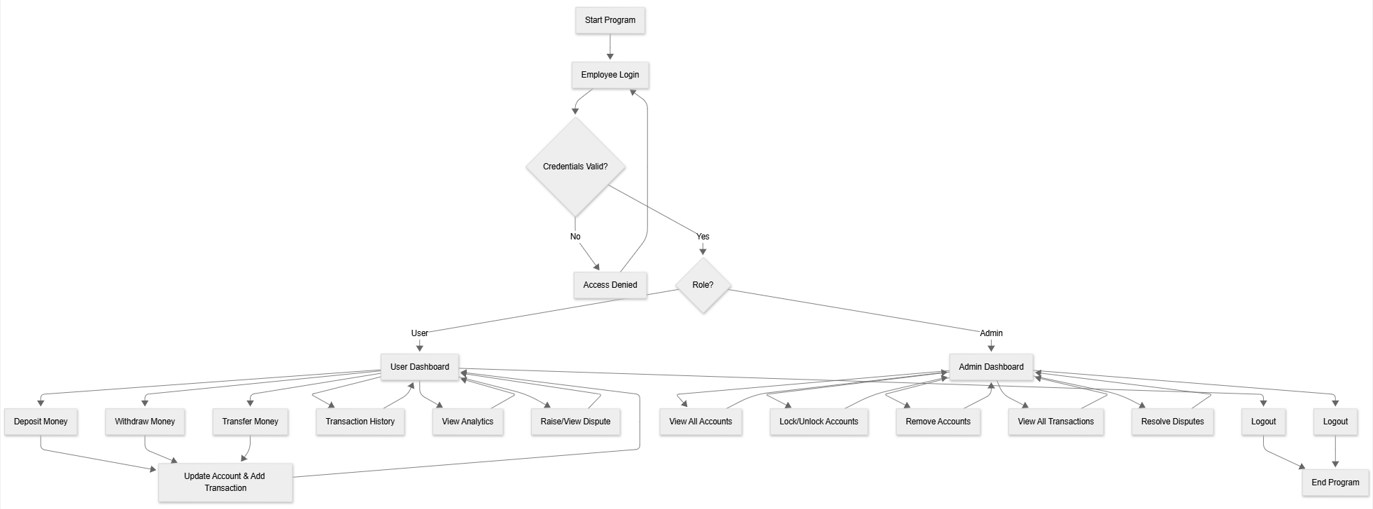 Start Program
Employee Login
Credentials Valid?
No
Yes
Access Denied
Role?
User
Admin
User Dashboard
Admin Dashboard
Deposit Money
Withdraw Money
Transfer Money
Transaction History
View Analytics
Raise/View Dispute
View All Accounts
Lock/Unlock Accounts
Remove Accounts
View All Transactions
Resolve Disputes
Logout
Logout
Update Account & Add
Transaction
End Program